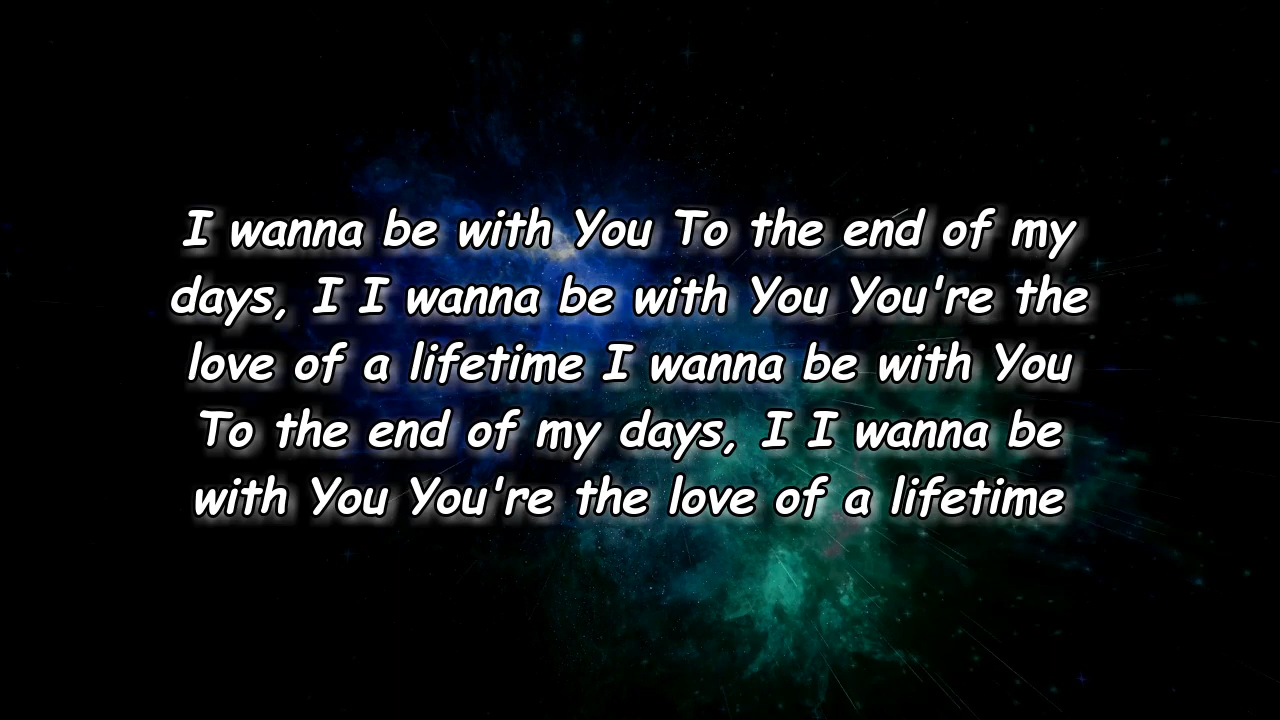 I wanna be with You To the end of my
days, I I wanna be with You You're the
love of a lifetime I wanna be with You
To the end of my days, I I wanna be
with You You're the love of a lifetime